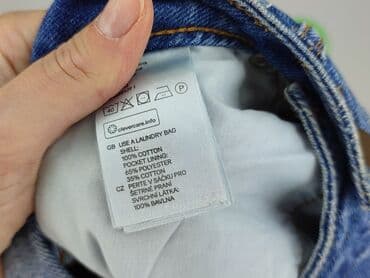 40 P
clevercare.info
GB USE A LAUNDRY BAG
SHELL:
100% COTTON
POCKET LINING:
65% POLYESTER
35% COTTON
CZ PERTE V SÁČKU PRO
ŠETRNÉ PRANÍ
SVRCHNÍ LÁTKA:
100% BAVLNA